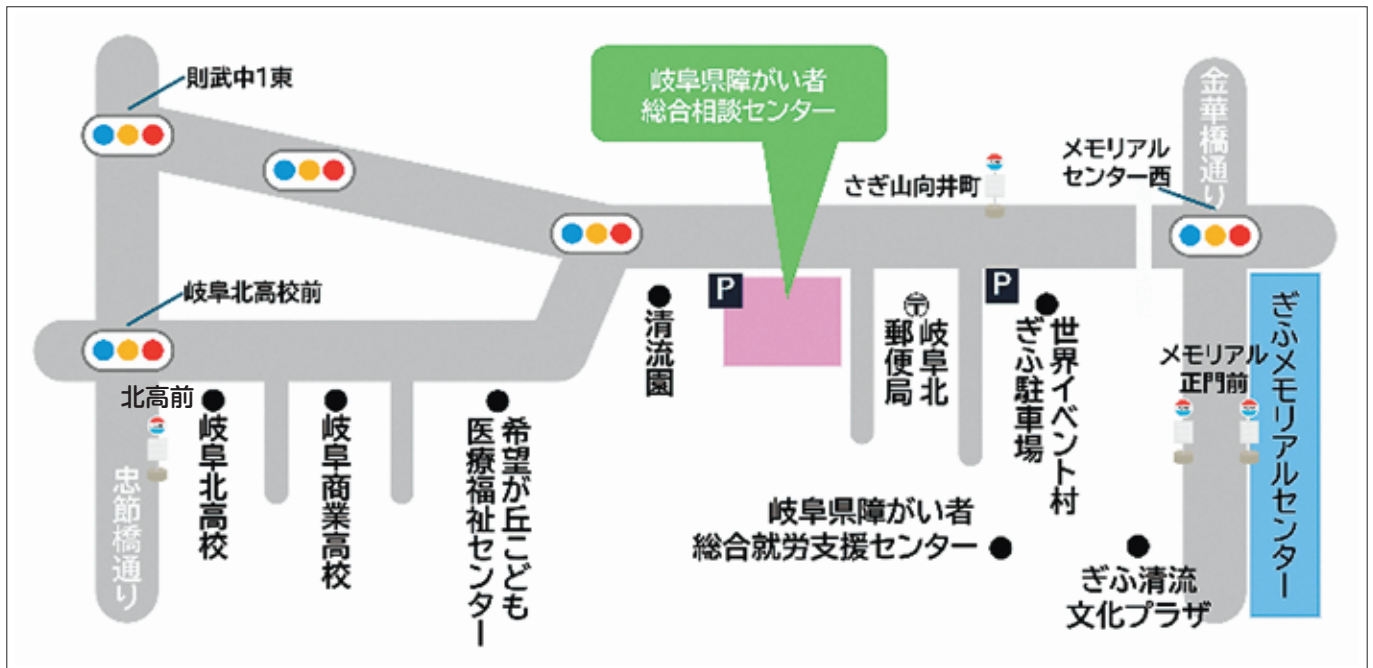 則武中1東
岐阜県障がい者
総合相談センター
金華橋通り
メモリアル
センター西
さぎ山向井町
岐阜北高校前
P
P
清流園
岐阜北
郵便局
世界イベント村
ぎふ駐車場
メモリアル
正門前
ぎふメモリアルセンター
北高前
岐阜北高校
岐阜商業高校
希望が丘こども
医療福祉センター
忠節橋通り
岐阜県障がい者
総合就労支援センター
ぎふ清流
文化プラザ